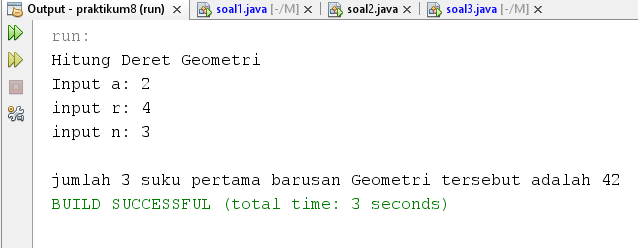 Output - praktikum8 (run) × soal1.java [-/M] × soal2.java × soal3.java [-/M] ×
run:
Hitung Deret Geometri
Input a: 2
input r: 4
input n: 3
jumlah 3 suku pertama barusan Geometri tersebut adalah 42
BUILD SUCCESSFUL (total time: 3 seconds)